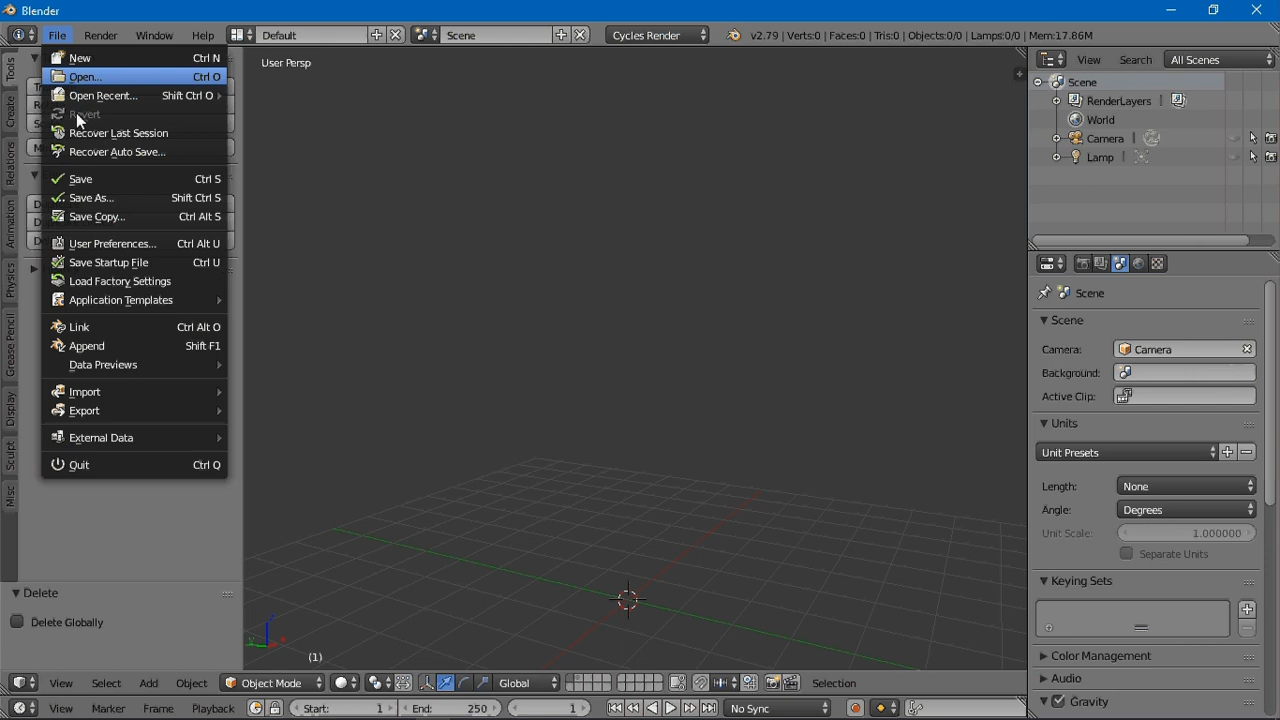 Blender
File Render Window Help Default Scene Cycles Render v2.79 | Verts:0 | Faces:0 | Tris:0 | Objects:0/0 | Lamps:0/0 | Mem:17.86M
New Ctrl N
Open... Ctrl O
Open Recent... Shift Ctrl O
Revert
Recover Last Session
Recover Auto Save...
Save Ctrl S
Save As... Shift Ctrl S
Save Copy... Ctrl Alt S
User Preferences... Ctrl Alt U
Save Startup File Ctrl U
Load Factory Settings
Application Templates
Link Ctrl Alt O
Append Shift F1
Data Previews
Import
Export
External Data
Quit Ctrl Q
Tools
Create
Relations
Animation
Physics
Grease Pencil
Display
Sculpt
Misc
Delete
Delete Globally
User Persp
(1)
View Select Add Object Object Mode Global Selection
View Marker Frame Playback Start: 1 End: 250 1 No Sync
View Search All Scenes
Scene
RenderLayers
World
Camera
Lamp
Scene
Scene
Camera: Camera
Background:
Active Clip:
Units
Unit Presets
Length: None
Angle: Degrees
Unit Scale: 1.000000
Separate Units
Keying Sets
Color Management
Audio
Gravity